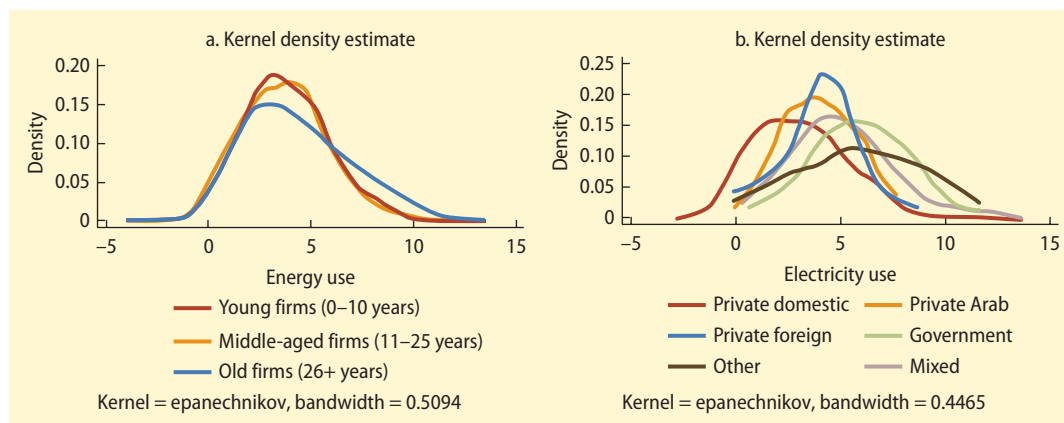 a. Kernel density estimate
0.20
0.15
0.10
0.05
0
Density
−5 0 5 10 15
Energy use
Young firms (0–10 years)
Middle-aged firms (11–25 years)
Old firms (26+ years)
Kernel = epanechnikov, bandwidth = 0.5094
b. Kernel density estimate
0.25
0.20
0.15
0.10
0.05
0
Density
−5 0 5 10 15
Electricity use
Private domestic Private Arab
Private foreign Government
Other Mixed
Kernel = epanechnikov, bandwidth = 0.4465